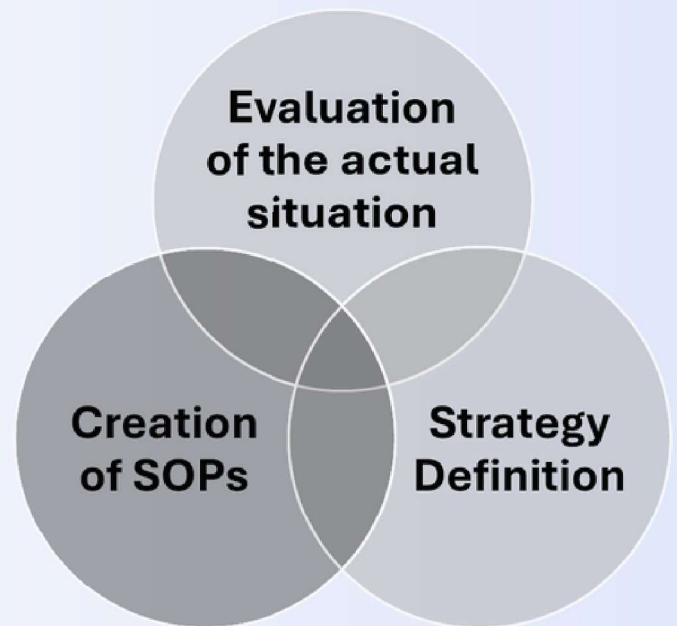 Evaluation
of the actual
situation
Creation
of SOPs
Strategy
Definition